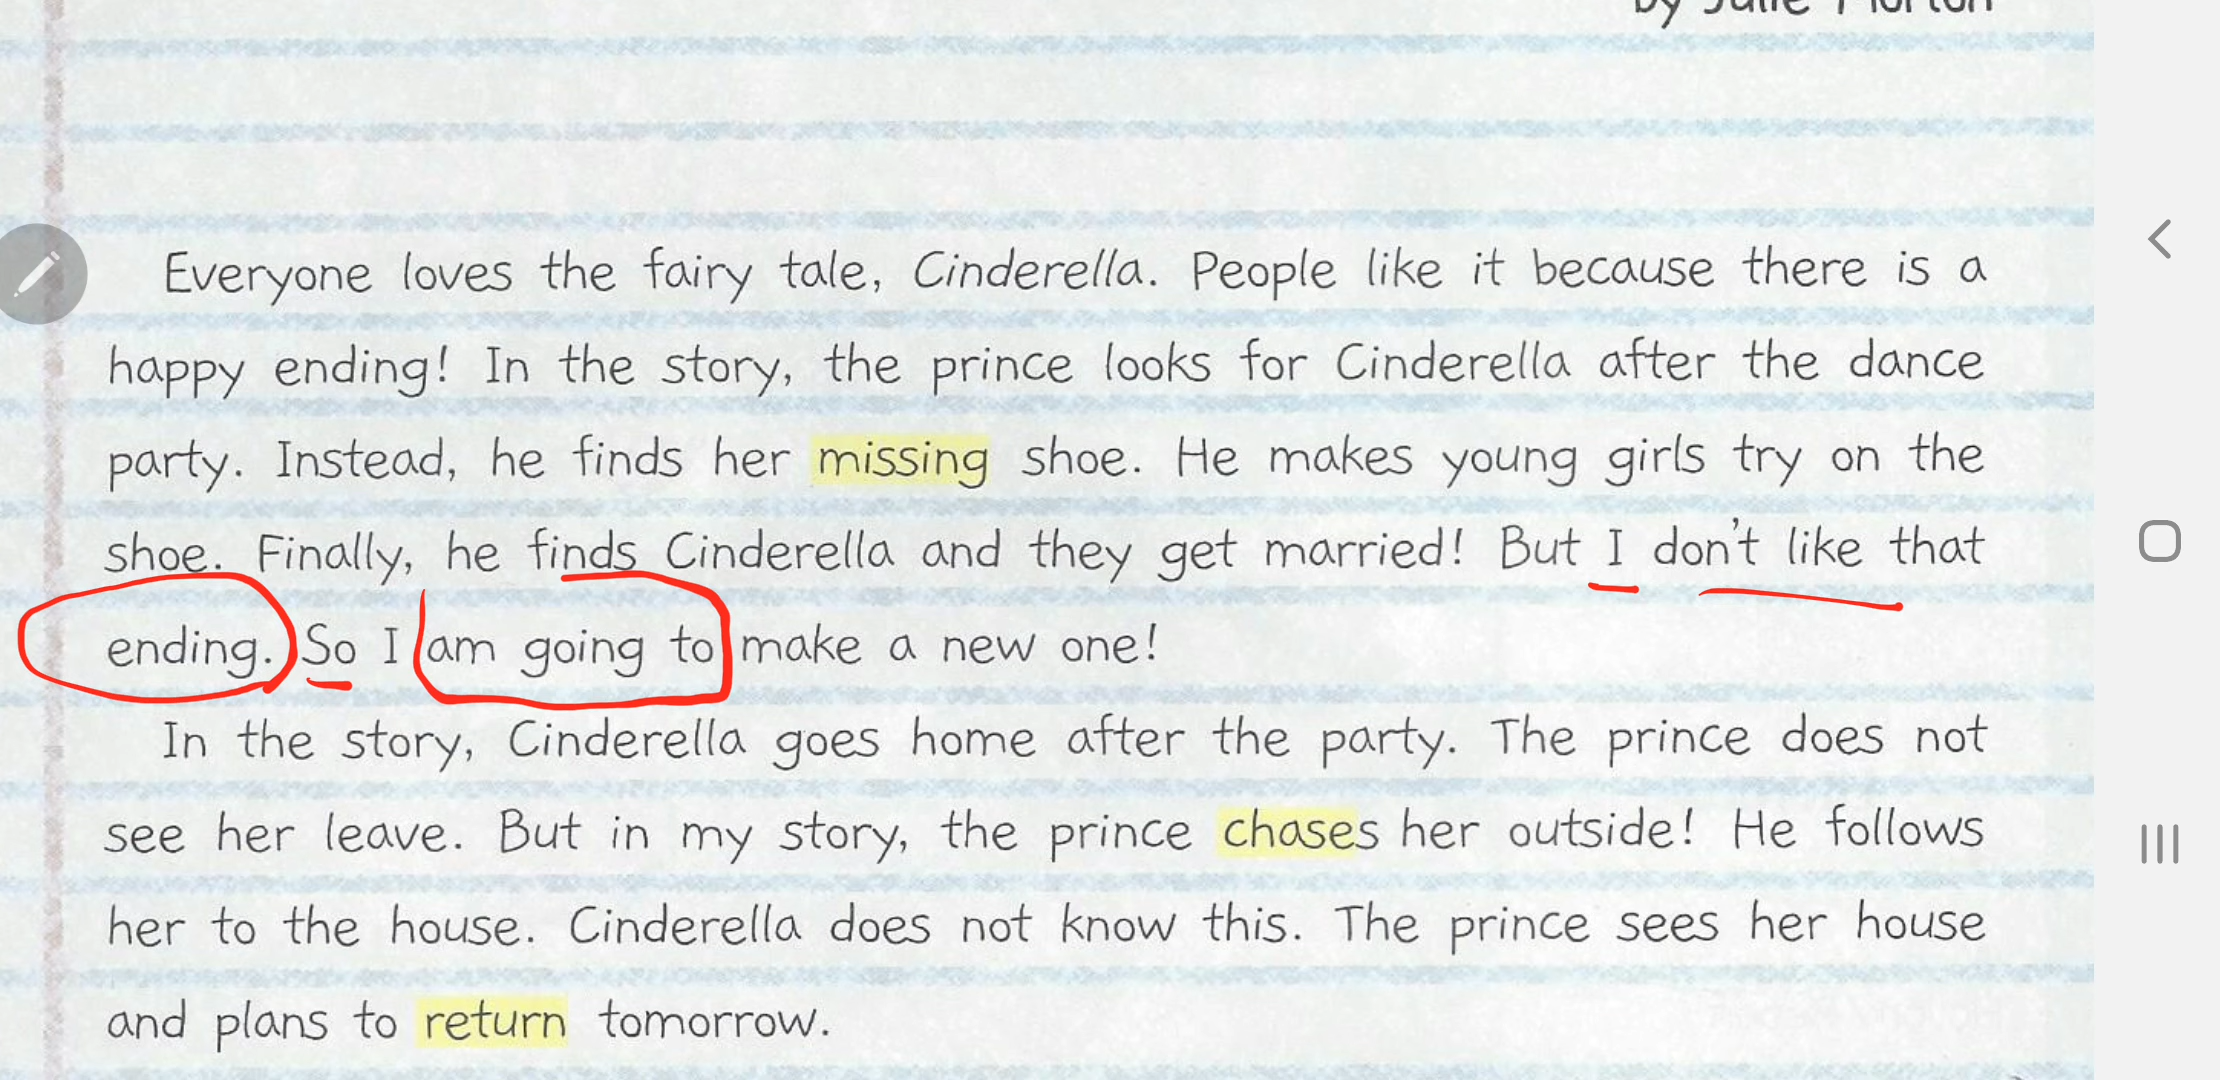 Everyone loves the fairy tale, Cinderella. People like it because there is a
happy ending! In the story, the prince looks for Cinderella after the dance
party. Instead, he finds her missing shoe. He makes young girls try on the
shoe. Finally, he finds Cinderella and they get married! But I don't like that
ending. So I am going to make a new one!
In the story, Cinderella goes home after the party. The prince does not
see her leave. But in my story, the prince chases her outside! He follows
her to the house. Cinderella does not know this. The prince sees her house
and plans to return tomorrow.